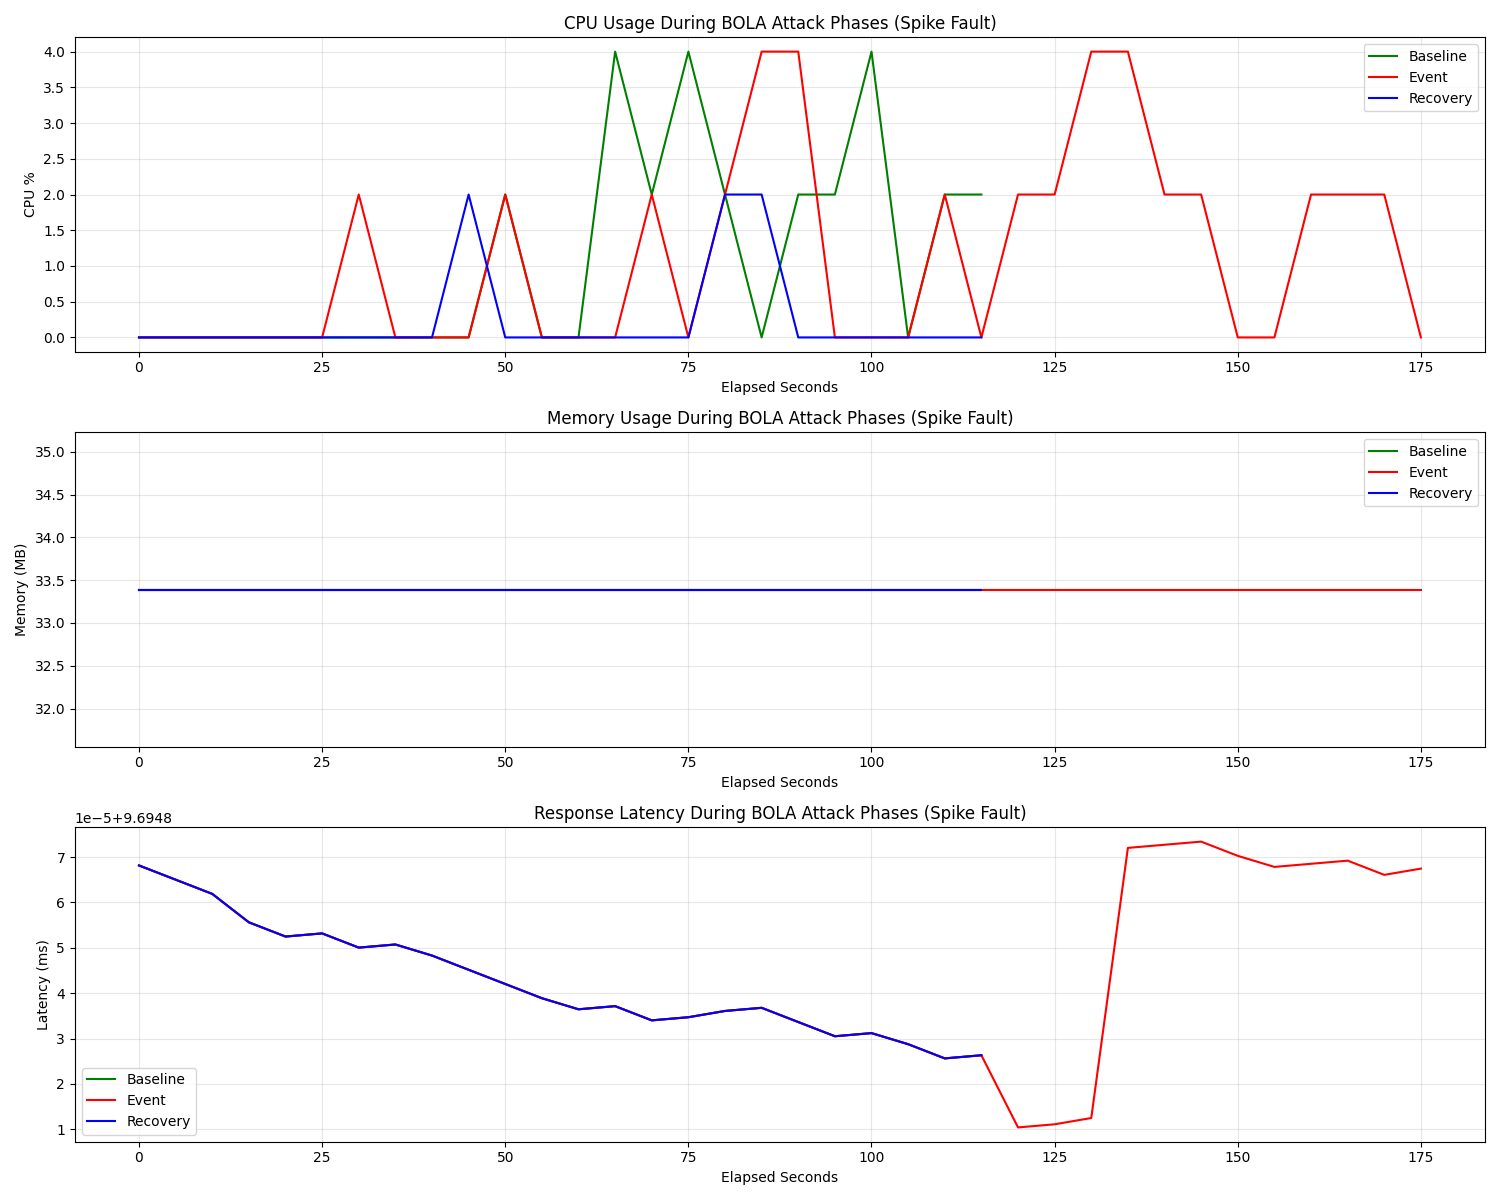 CPU Usage During BOLA Attack Phases (Spike Fault)
4.0
3.5
3.0
2.5
2.0
1.5
1.0
0.5
0.0
CPU %
Baseline
Event
Recovery
0 25 50 75 100 125 150 175
Elapsed Seconds
Memory Usage During BOLA Attack Phases (Spike Fault)
35.0
34.5
34.0
33.5
33.0
32.5
32.0
Memory (MB)
Baseline
Event
Recovery
0 25 50 75 100 125 150 175
Elapsed Seconds
Response Latency During BOLA Attack Phases (Spike Fault)
1e−5+9.6948
7
6
5
4
3
2
1
Latency (ms)
Baseline
Event
Recovery
0 25 50 75 100 125 150 175
Elapsed Seconds